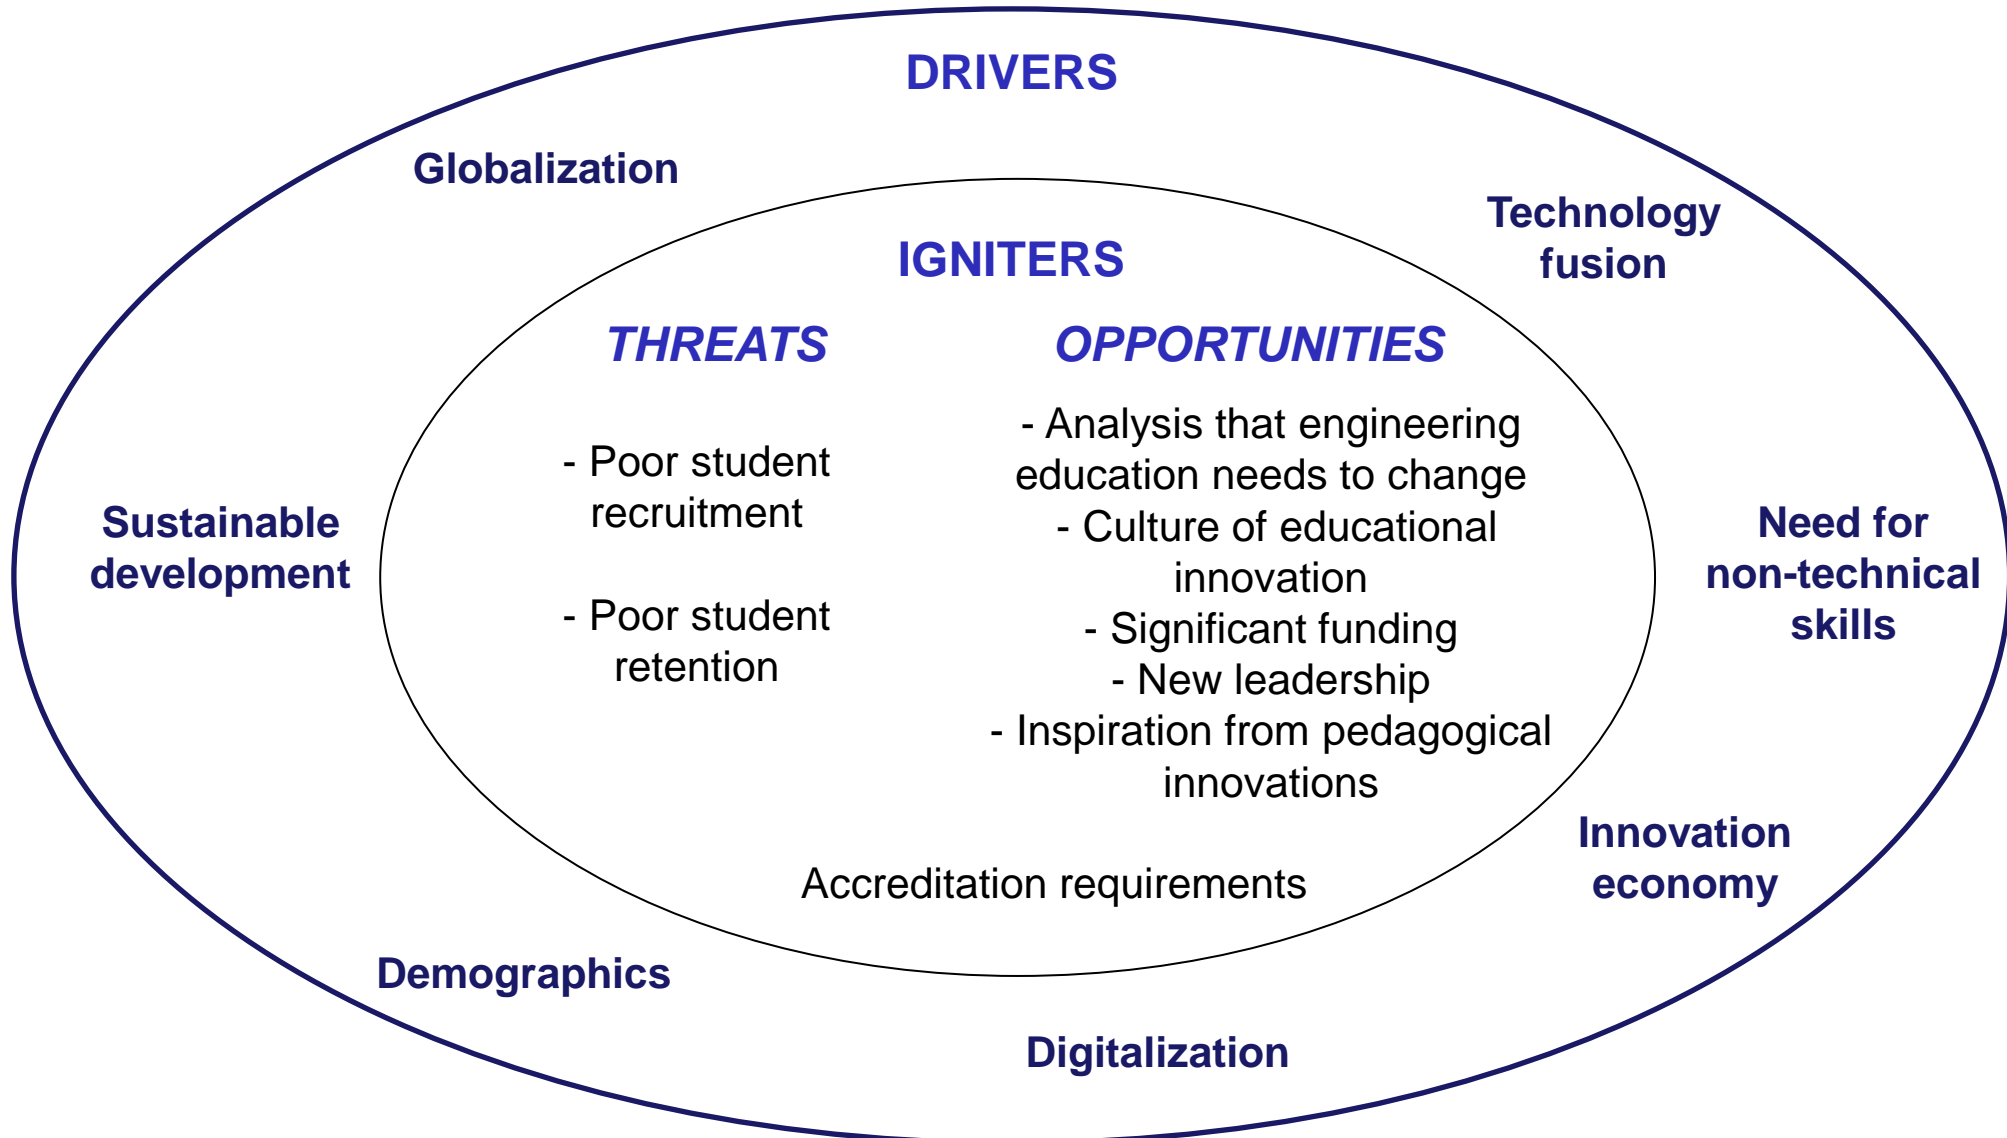 DRIVERS
Globalization
Technology
fusion
IGNITERS
THREATS
OPPORTUNITIES
- Poor student
recruitment
- Poor student
retention
- Analysis that engineering
education needs to change
- Culture of educational
innovation
- Significant funding
- New leadership
- Inspiration from pedagogical
innovations
Accreditation requirements
Sustainable
development
Need for
non-technical
skills
Innovation
economy
Demographics
Digitalization